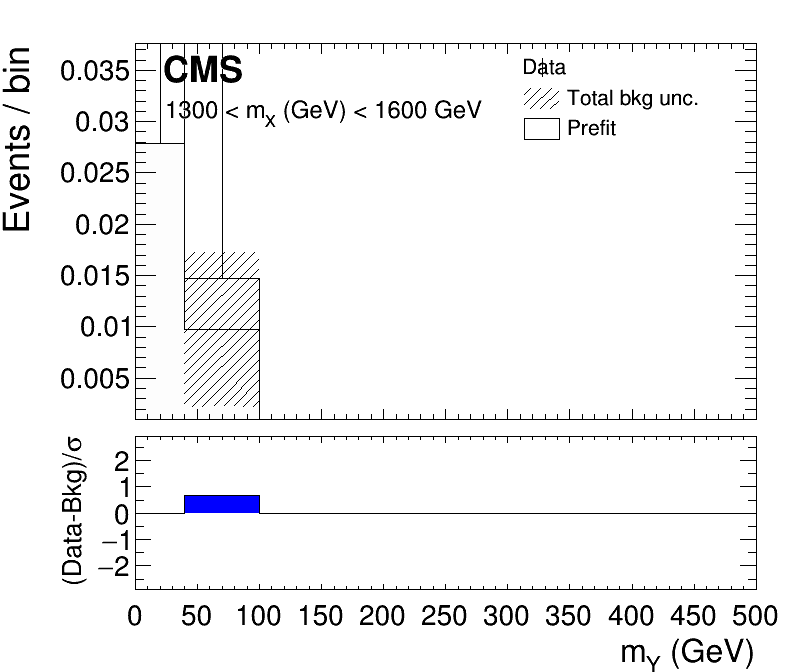 CMS
1300 < mX (GeV) < 1600 GeV
Data
Total bkg unc.
Prefit
Events / bin
0.035
0.03
0.025
0.02
0.015
0.01
0.005
(Data-Bkg)/σ
2
1
0
−1
−2
0 50 100 150 200 250 300 350 400 450 500
mY (GeV)